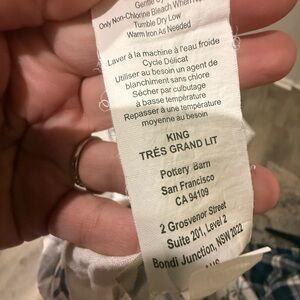 Gentle
Only Non-Chlorine Bleach When
Tumble Dry Low
Warm Iron As Needed
Laver à la machine à l'eau froide
Cycle Délicat
Utiliser au besoin un agent de
blanchiment sans chlore
Sécher par culbutage
à basse température
Repasser à une température
moyenne au besoin
KING
TRÉS GRAND LIT
Pottery Barn
San Francisco
CA 94109
2 Grosvenor Street
Suite 201, Level 2
Bondi Junction, NSW 2022